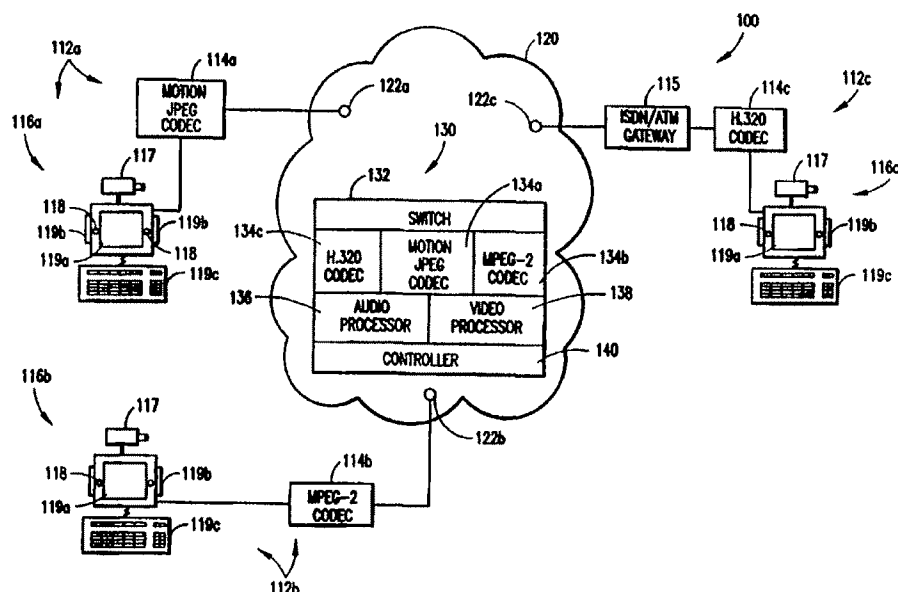 112a
114a
MOTION
JPEG
CODEC
116a
117
118
119b
119a
119b
118
119c
122a
120
122c
100
115
ISDN/ATM
GATEWAY
114c
H.320
CODEC
112c
117
116c
118
119a
119b
119c
130
132
134a
SWITCH
134c
H.320
CODEC
MOTION
JPEG
CODEC
MPEG-2
CODEC
134b
136
AUDIO
PROCESSOR
VIDEO
PROCESSOR
138
CONTROLLER
140
122b
116b
117
118
119a
119b
119c
114b
MPEG-2
CODEC
112b